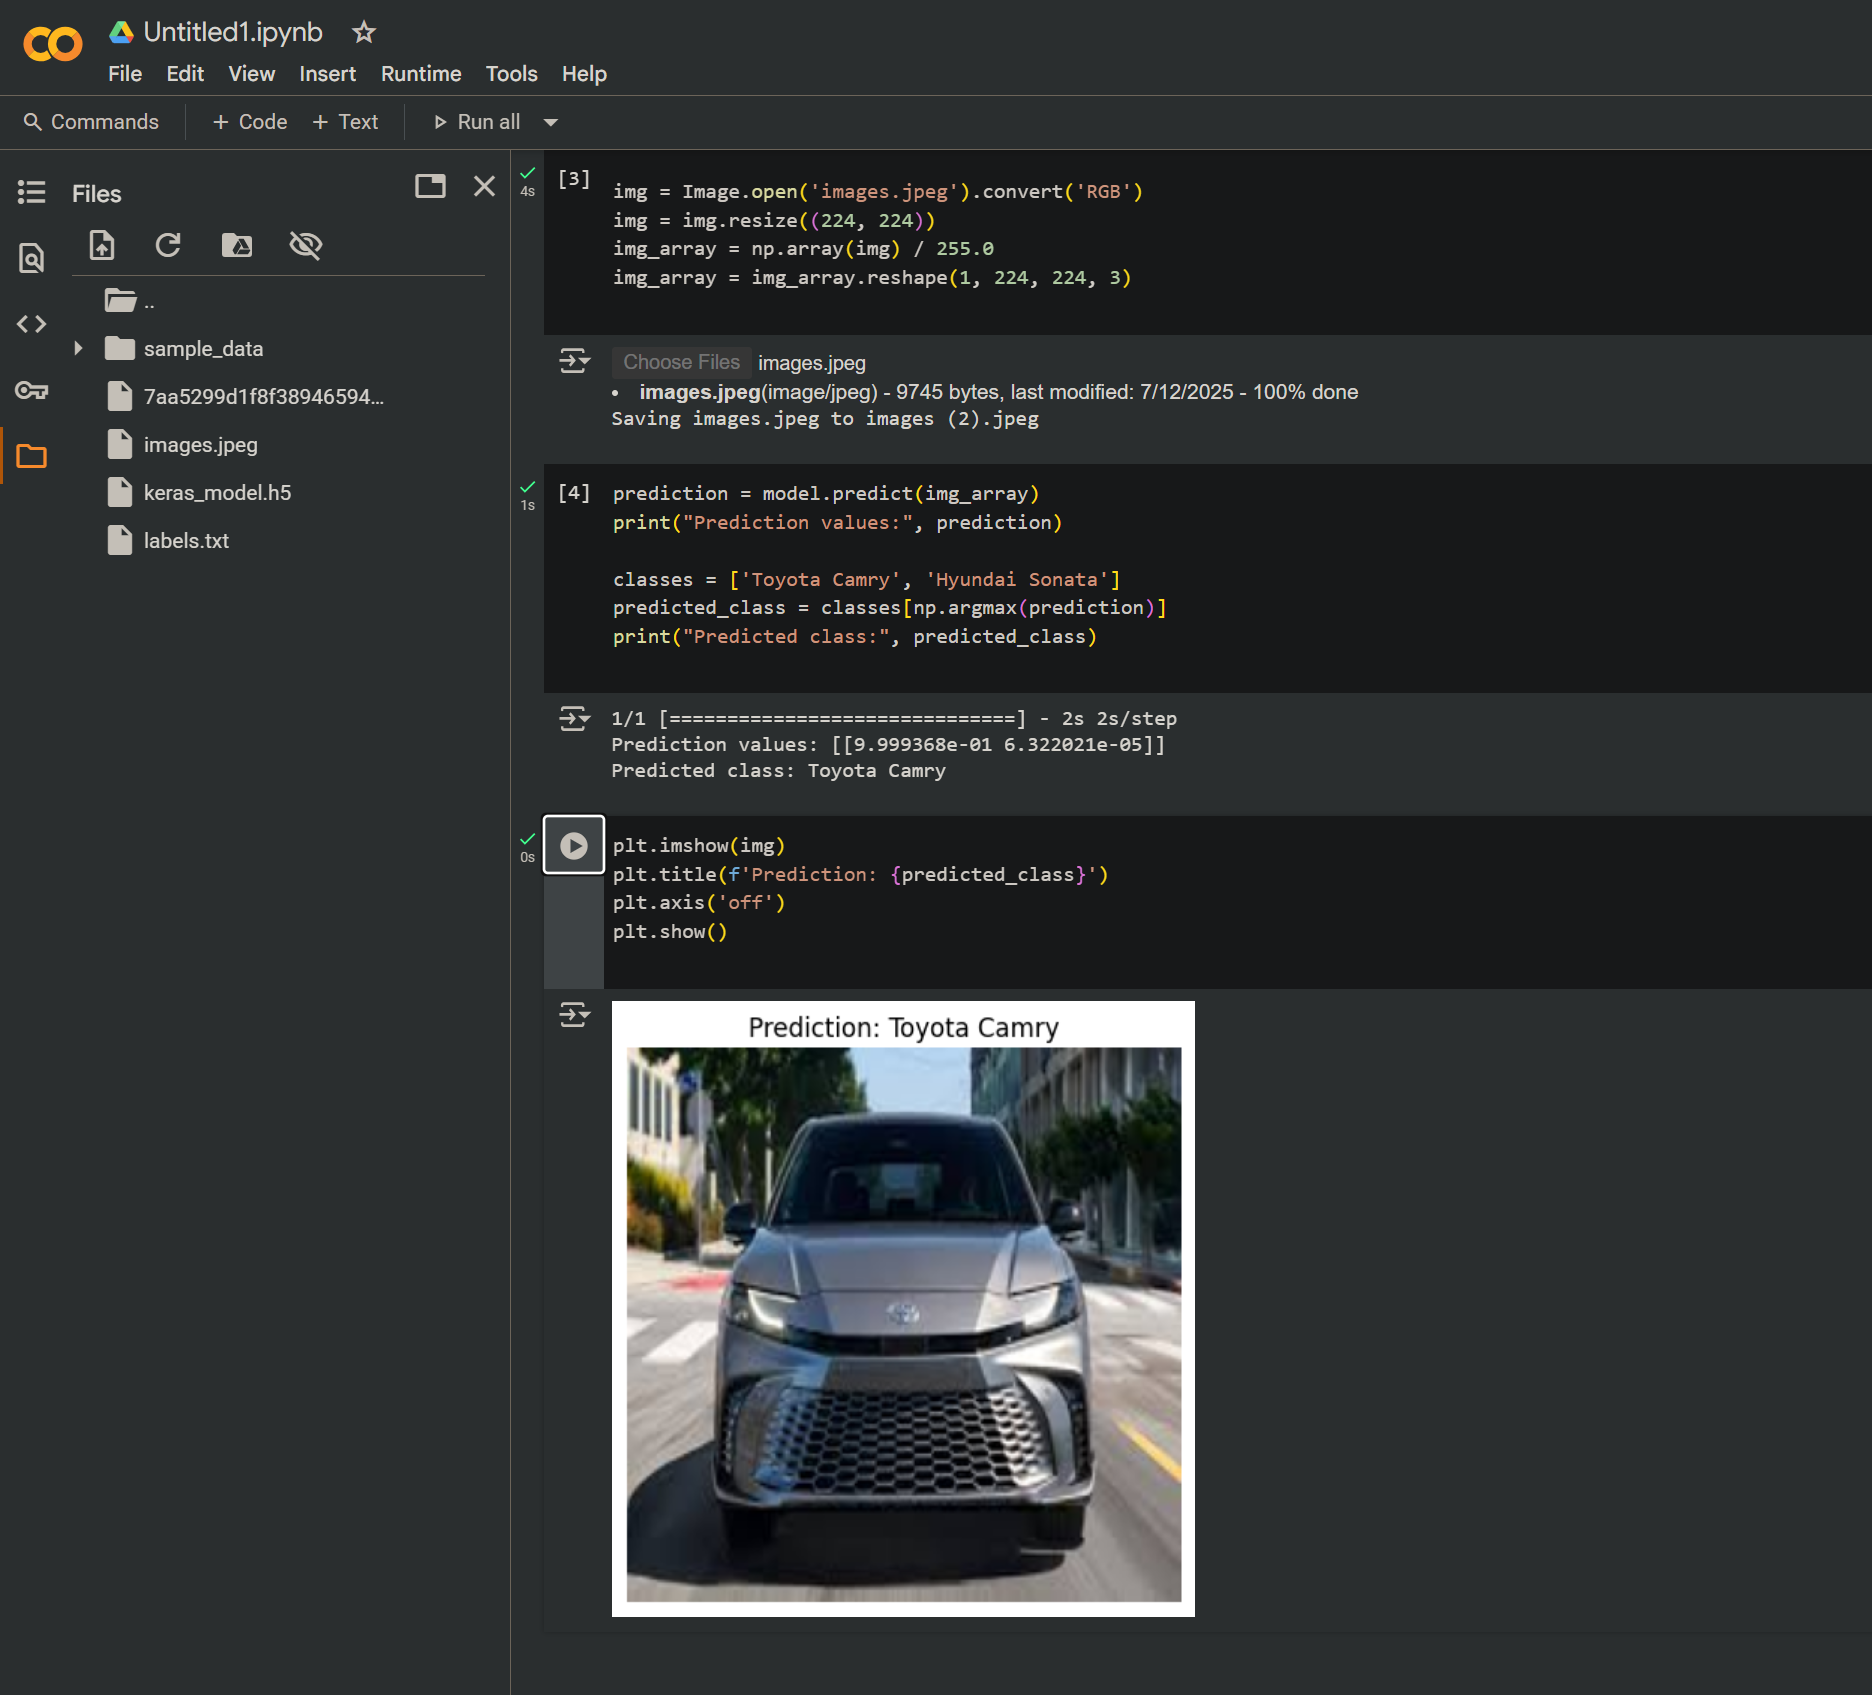 Untitled1.ipynb
File Edit View Insert Runtime Tools Help
Commands + Code + Text Run all
Files
..
sample_data
7aa5299d1f8f38946594...
images.jpeg
keras_model.h5
labels.txt
4s
[3]
img = Image.open('images.jpeg').convert('RGB')
img = img.resize((224, 224))
img_array = np.array(img) / 255.0
img_array = img_array.reshape(1, 224, 224, 3)
Choose Files images.jpeg
• images.jpeg(image/jpeg) - 9745 bytes, last modified: 7/12/2025 - 100% done
Saving images.jpeg to images (2).jpeg
1s
[4]
prediction = model.predict(img_array)
print("Prediction values:", prediction)
classes = ['Toyota Camry', 'Hyundai Sonata']
predicted_class = classes[np.argmax(prediction)]
print("Predicted class:", predicted_class)
1/1 [==============================] - 2s 2s/step
Prediction values: [[9.999368e-01 6.322021e-05]]
Predicted class: Toyota Camry
0s
plt.imshow(img)
plt.title(f'Prediction: {predicted_class}')
plt.axis('off')
plt.show()
Prediction: Toyota Camry